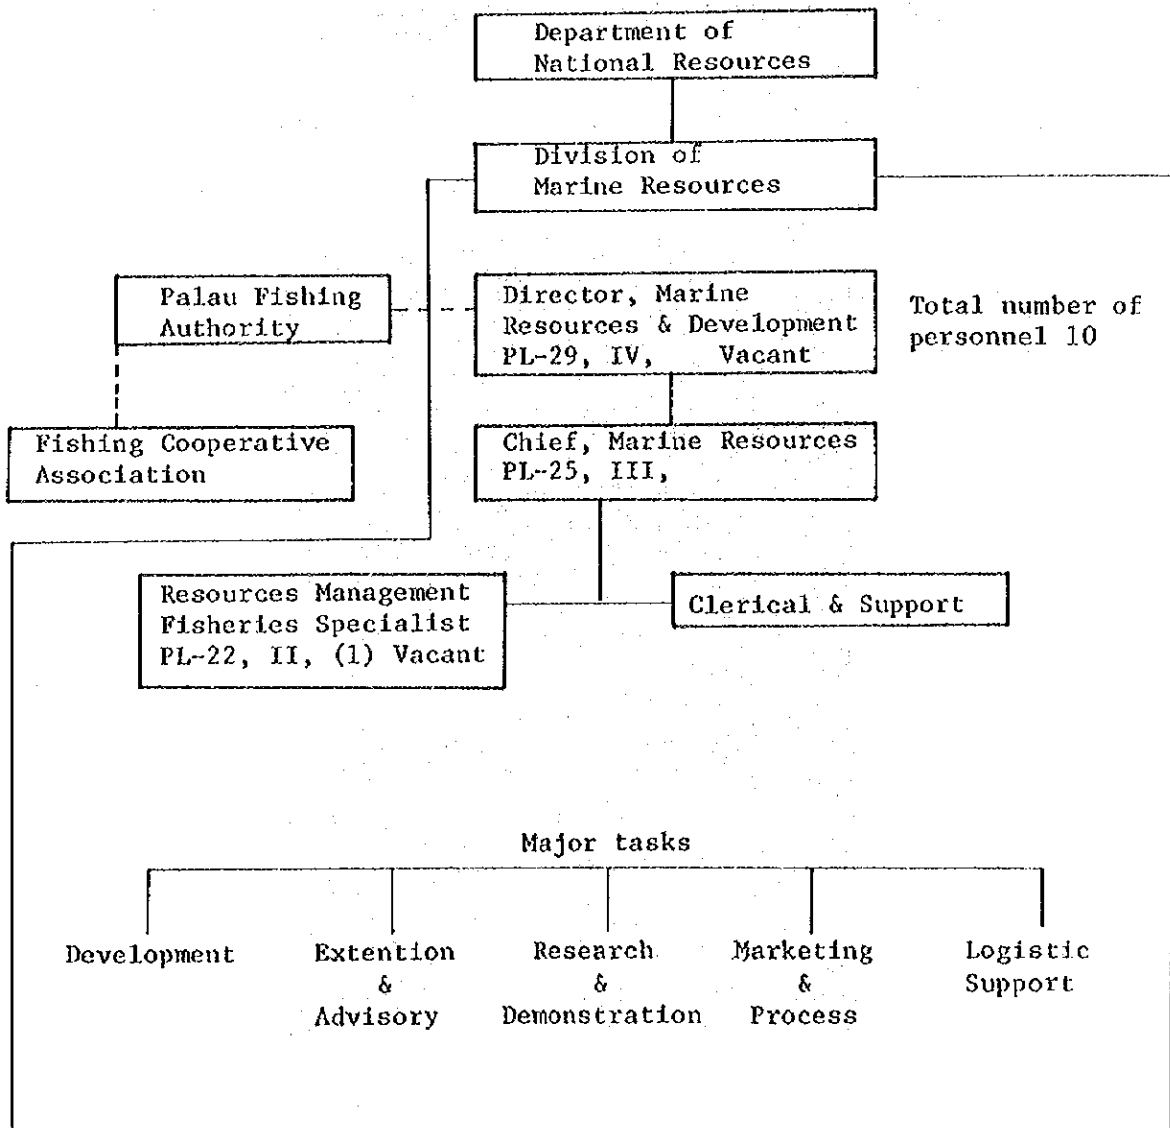 Department of
National Resources
Division of
Marine Resources
Palau Fishing
Authority
Director, Marine
Resources & Development
PL-29, IV, Vacant
Total number of
personnel 10
Fishing Cooperative
Association
Chief, Marine Resources
PL-25, III,
Resources Management
Fisheries Specialist
PL-22, II, (1) Vacant
Clerical & Support
Major tasks
Development
Extention
&
Advisory
Research
&
Demonstration
Marketing
&
Process
Logistic
Support